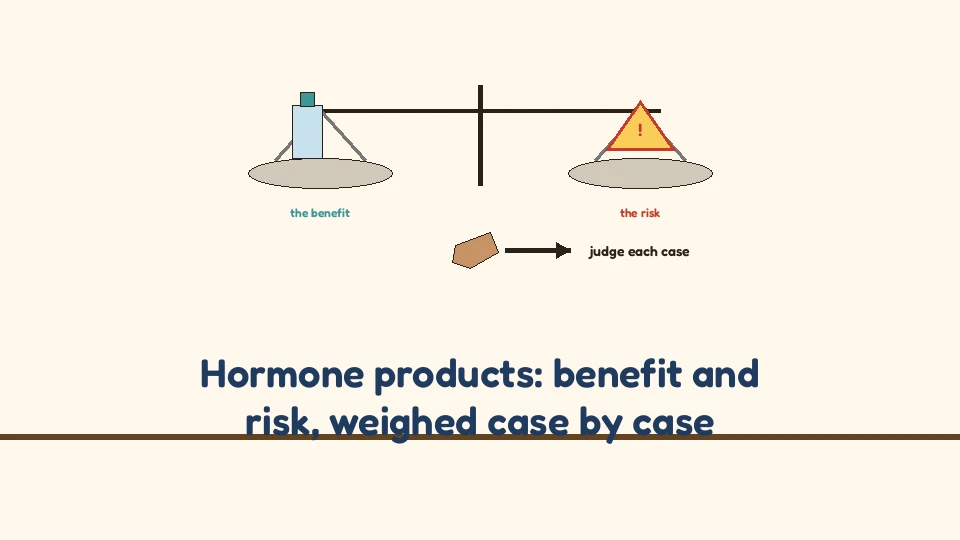 !
the benefit
the risk
judge each case
Hormone products: benefit and
risk, weighed case by case